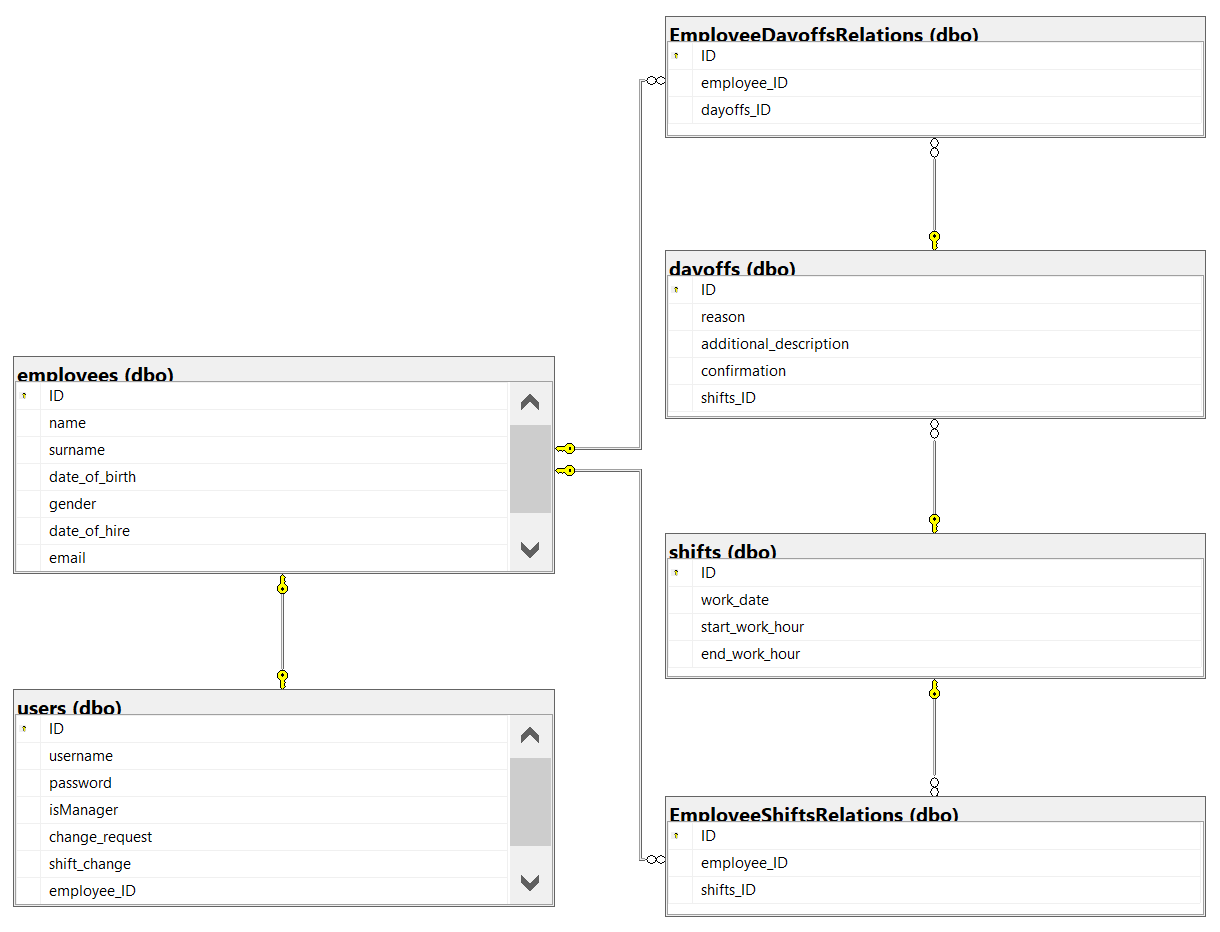 EmployeeDayoffsRelations (dbo)
ID
employee_ID
dayoffs_ID
dayoffs (dbo)
ID
reason
additional_description
confirmation
shifts_ID
employees (dbo)
ID
name
surname
date_of_birth
gender
date_of_hire
email
shifts (dbo)
ID
work_date
start_work_hour
end_work_hour
users (dbo)
ID
username
password
isManager
change_request
shift_change
employee_ID
EmployeeShiftsRelations (dbo)
ID
employee_ID
shifts_ID